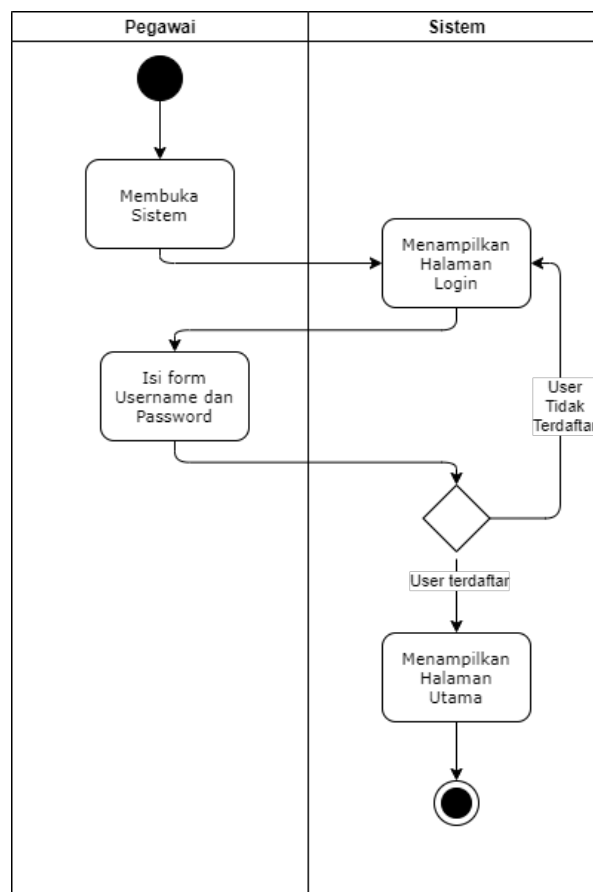 Pegawai
Sistem
Membuka
Sistem
Menampilkan
Halaman
Login
Isi form
Username dan
Password
User
Tidak
Terdaftar
User terdaftar
Menampilkan
Halaman
Utama